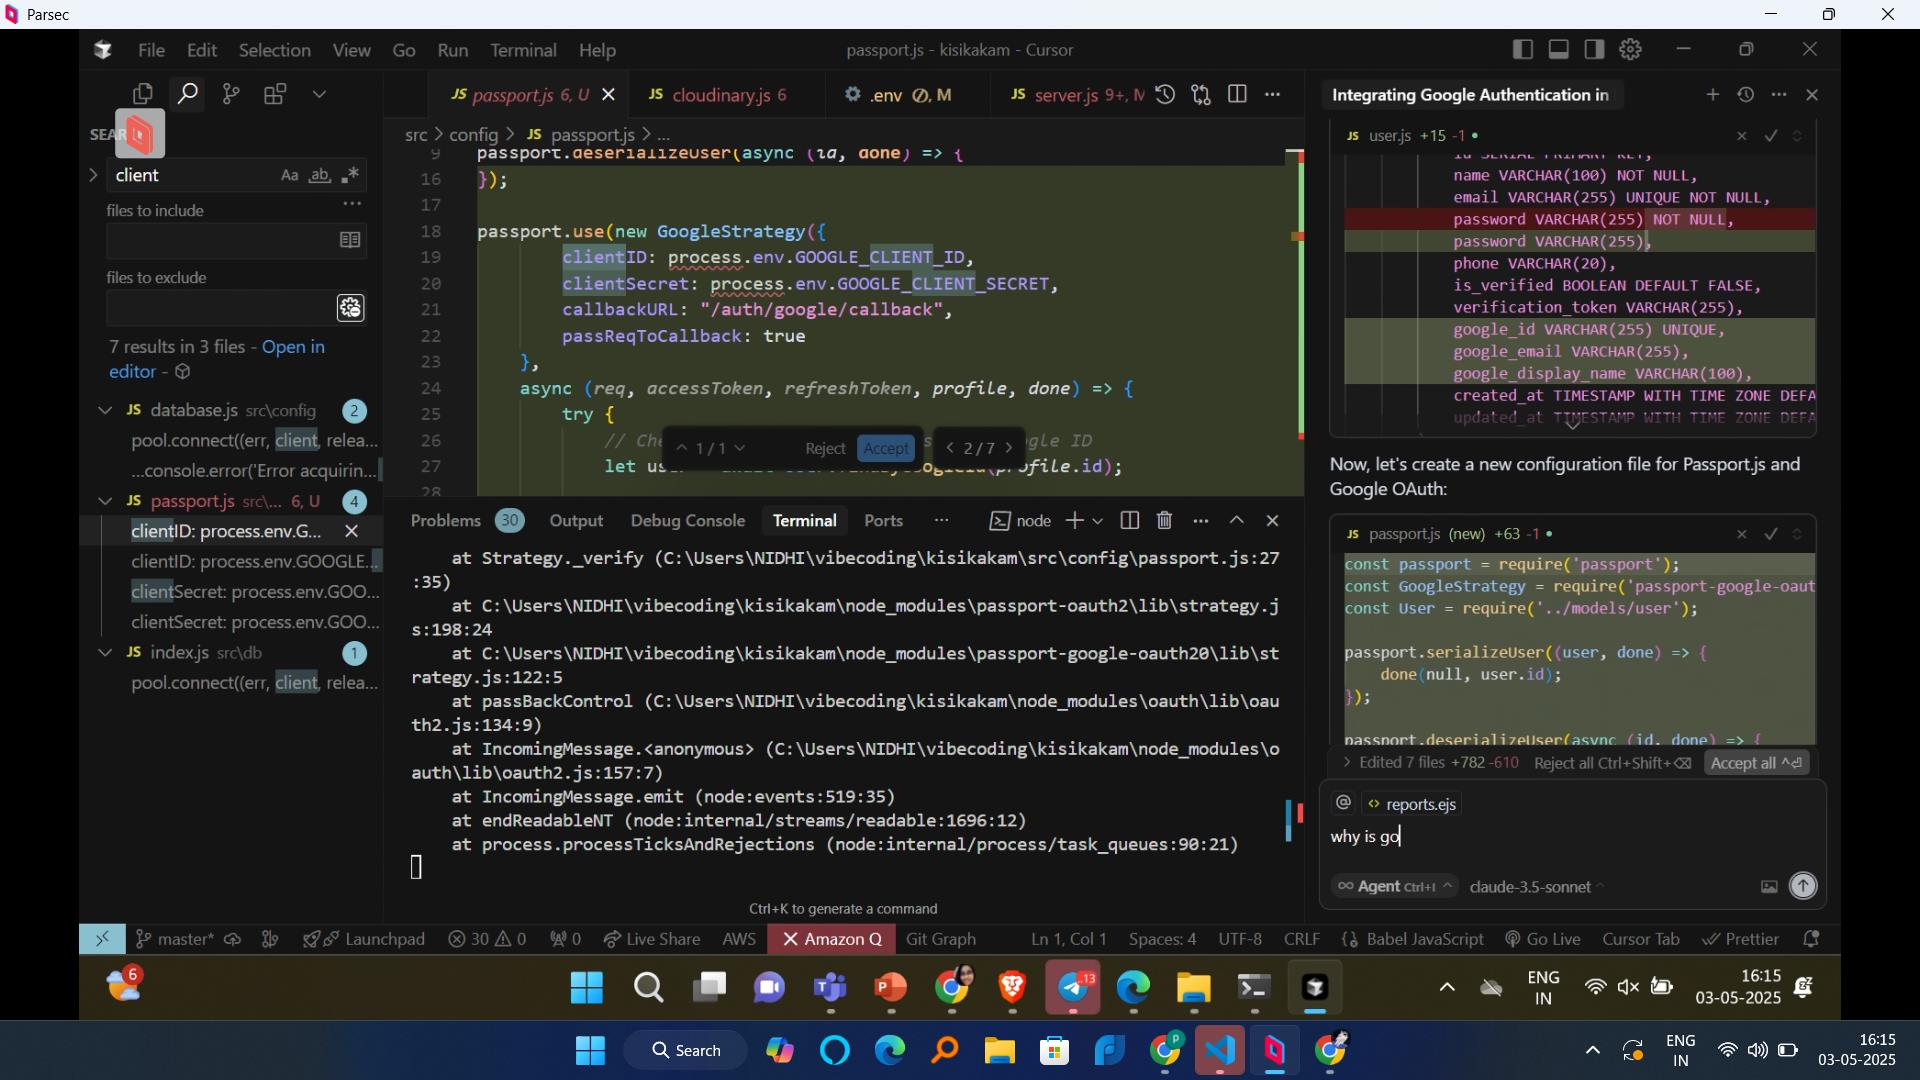 Parsec
File Edit Selection View Go Run Terminal Help
passport.js - kisikakam - Cursor
JS passport.js 6, U
JS cloudinary.js 6
.env M
JS server.js 9+, M
Integrating Google Authentication in
SEAR
client
Aa ab
files to include
files to exclude
7 results in 3 files - Open in
editor -
JS database.js src\config 2
pool.connect((err, client, relea...
...console.error('Error acquirin...
JS passport.js src\... 6, U 4
clientID: process.env.G...
clientID: process.env.GOOGLE...
clientSecret: process.env.GOO...
clientSecret: process.env.GOO...
JS index.js src\db 1
pool.connect((err, client, relea...
src > config > JS passport.js > ...
9 passport.deserializeUser(async (id, done) => {
16 });
17
18 passport.use(new GoogleStrategy({
19 clientID: process.env.GOOGLE_CLIENT_ID,
20 clientSecret: process.env.GOOGLE_CLIENT_SECRET,
21 callbackURL: "/auth/google/callback",
22 passReqToCallback: true
23 },
24 async (req, accessToken, refreshToken, profile, done) => {
25 try {
26 // Che gle ID
27 let use profile.id);
28
1 / 1 Reject Accept 2 / 7
Problems 30 Output Debug Console Terminal Ports ... node
at Strategy._verify (C:\Users\NIDHI\vibecoding\kisikakam\src\config\passport.js:27
:35)
at C:\Users\NIDHI\vibecoding\kisikakam\node_modules\passport-oauth2\lib\strategy.j
s:198:24
at C:\Users\NIDHI\vibecoding\kisikakam\node_modules\passport-google-oauth20\lib\st
rategy.js:122:5
at passBackControl (C:\Users\NIDHI\vibecoding\kisikakam\node_modules\oauth\lib\oau
th2.js:134:9)
at IncomingMessage.<anonymous> (C:\Users\NIDHI\vibecoding\kisikakam\node_modules\o
auth\lib\oauth2.js:157:7)
at IncomingMessage.emit (node:events:519:35)
at endReadableNT (node:internal/streams/readable:1696:12)
at process.processTicksAndRejections (node:internal/process/task_queues:90:21)
Ctrl+K to generate a command
JS user.js +15 -1
id SERIAL PRIMARY KEY,
name VARCHAR(100) NOT NULL,
email VARCHAR(255) UNIQUE NOT NULL,
password VARCHAR(255) NOT NULL,
password VARCHAR(255),
phone VARCHAR(20),
is_verified BOOLEAN DEFAULT FALSE,
verification_token VARCHAR(255),
google_id VARCHAR(255) UNIQUE,
google_email VARCHAR(255),
google_display_name VARCHAR(100),
created_at TIMESTAMP WITH TIME ZONE DEFA
updated_at TIMESTAMP WITH TIME ZONE DEFA
Now, let's create a new configuration file for Passport.js and
Google OAuth:
JS passport.js (new) +63 -1
const passport = require('passport');
const GoogleStrategy = require('passport-google-oaut
const User = require('../models/user');
passport.serializeUser((user, done) => {
done(null, user.id);
});
passport.deserializeUser(async (id, done) => {
Edited 7 files +782 -610 Reject all Ctrl+Shift+ Accept all ^
@ <> reports.ejs
why is go
Agent Ctrl+I claude-3.5-sonnet
master* Launchpad 30 0 0 Live Share AWS Amazon Q Git Graph Ln 1, Col 1 Spaces: 4 UTF-8 CRLF Babel JavaScript Go Live Cursor Tab Prettier
6
13
ENG
IN
16:15
03-05-2025
Search
ENG
IN
16:15
03-05-2025